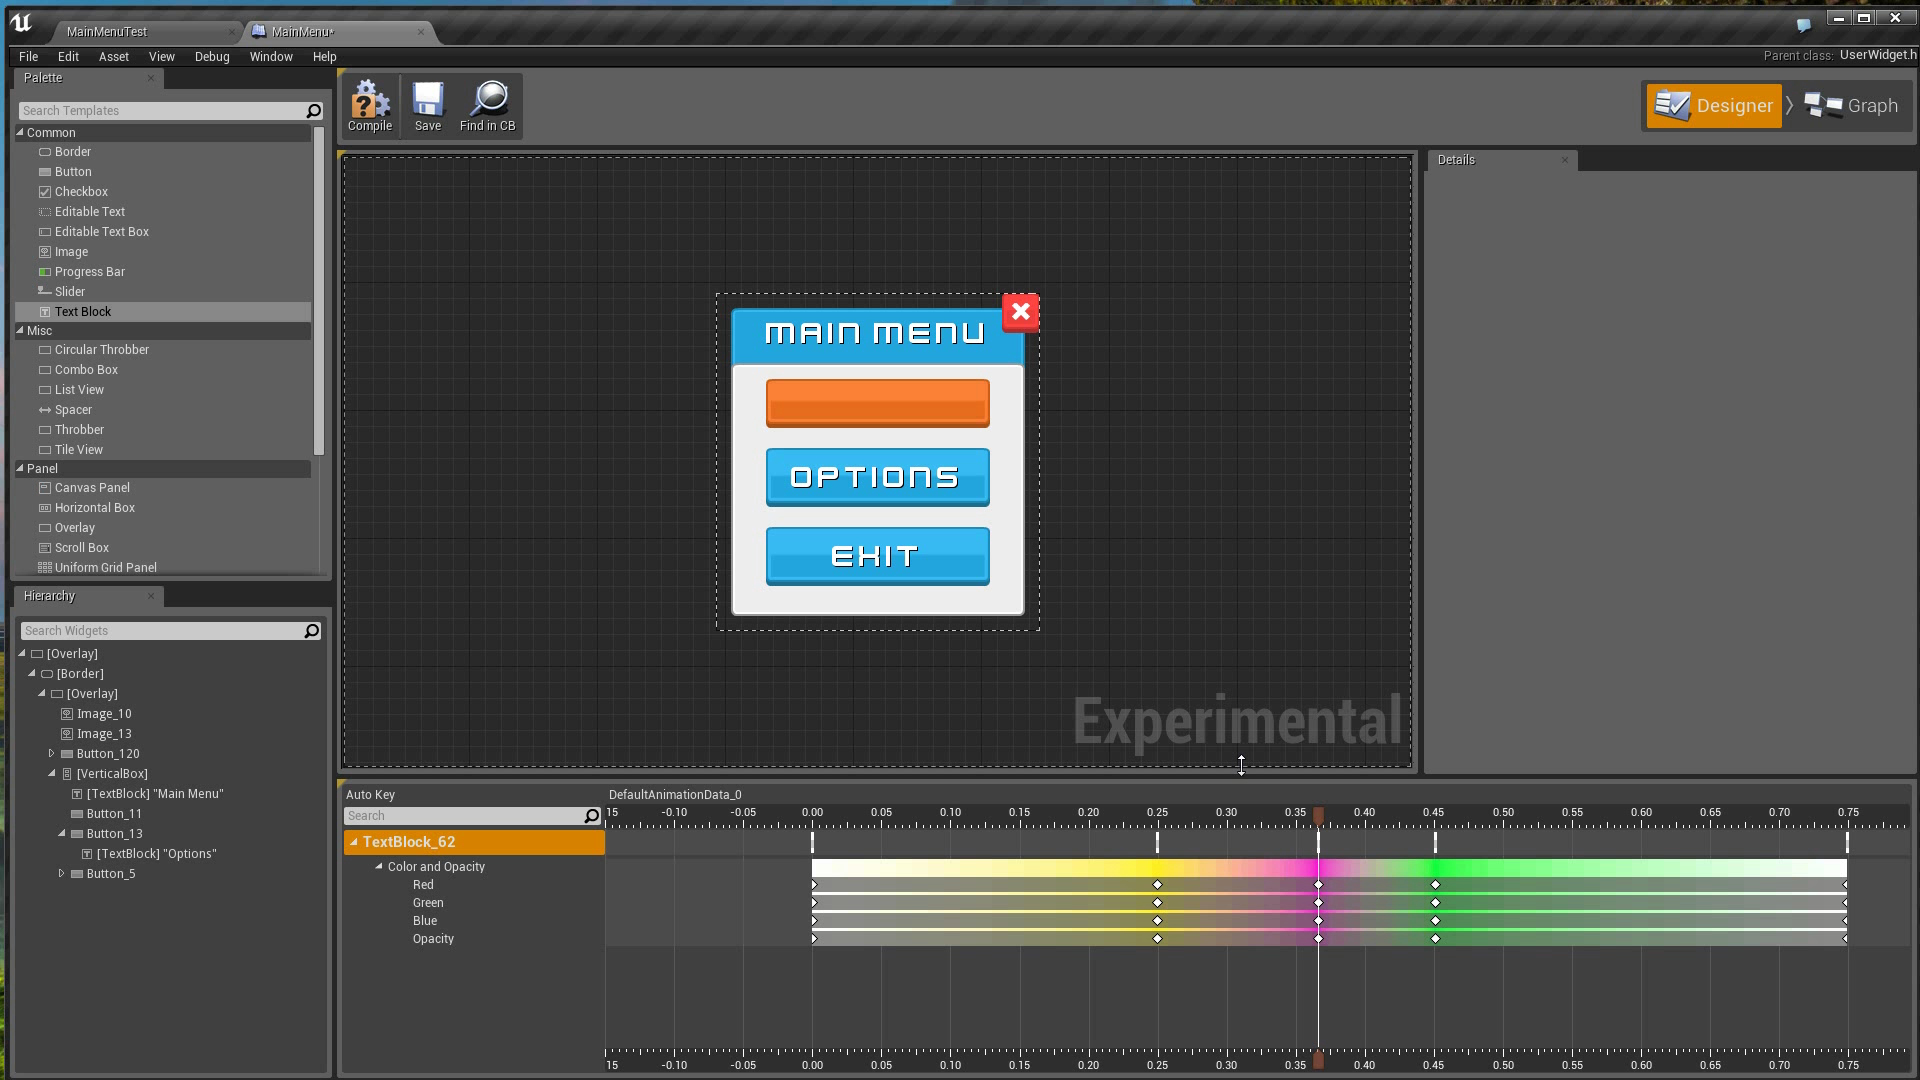 MainMenuTest
MainMenu*
File Edit Asset View Debug Window Help
Parent class: UserWidget.h
Palette
Search Templates
Common
Border
Button
Checkbox
Editable Text
Editable Text Box
Image
Progress Bar
Slider
Text Block
Misc
Circular Throbber
Combo Box
List View
Spacer
Throbber
Tile View
Panel
Canvas Panel
Horizontal Box
Overlay
Scroll Box
Uniform Grid Panel
Hierarchy
Search Widgets
[Overlay]
[Border]
[Overlay]
Image_10
Image_13
Button_120
[VerticalBox]
[TextBlock] "Main Menu"
Button_11
Button_13
[TextBlock] "Options"
Button_5
Compile Save Find in CB
Designer Graph
MAIN MENU
OPTIONS
EXIT
Experimental
Details
Auto Key DefaultAnimationData_0
Search
15 -0.10 -0.05 0.00 0.05 0.10 0.15 0.20 0.25 0.30 0.35 0.40 0.45 0.50 0.55 0.60 0.65 0.70 0.75
TextBlock_62
Color and Opacity
Red
Green
Blue
Opacity
15 -0.10 -0.05 0.00 0.05 0.10 0.15 0.20 0.25 0.30 0.35 0.40 0.45 0.50 0.55 0.60 0.65 0.70 0.75